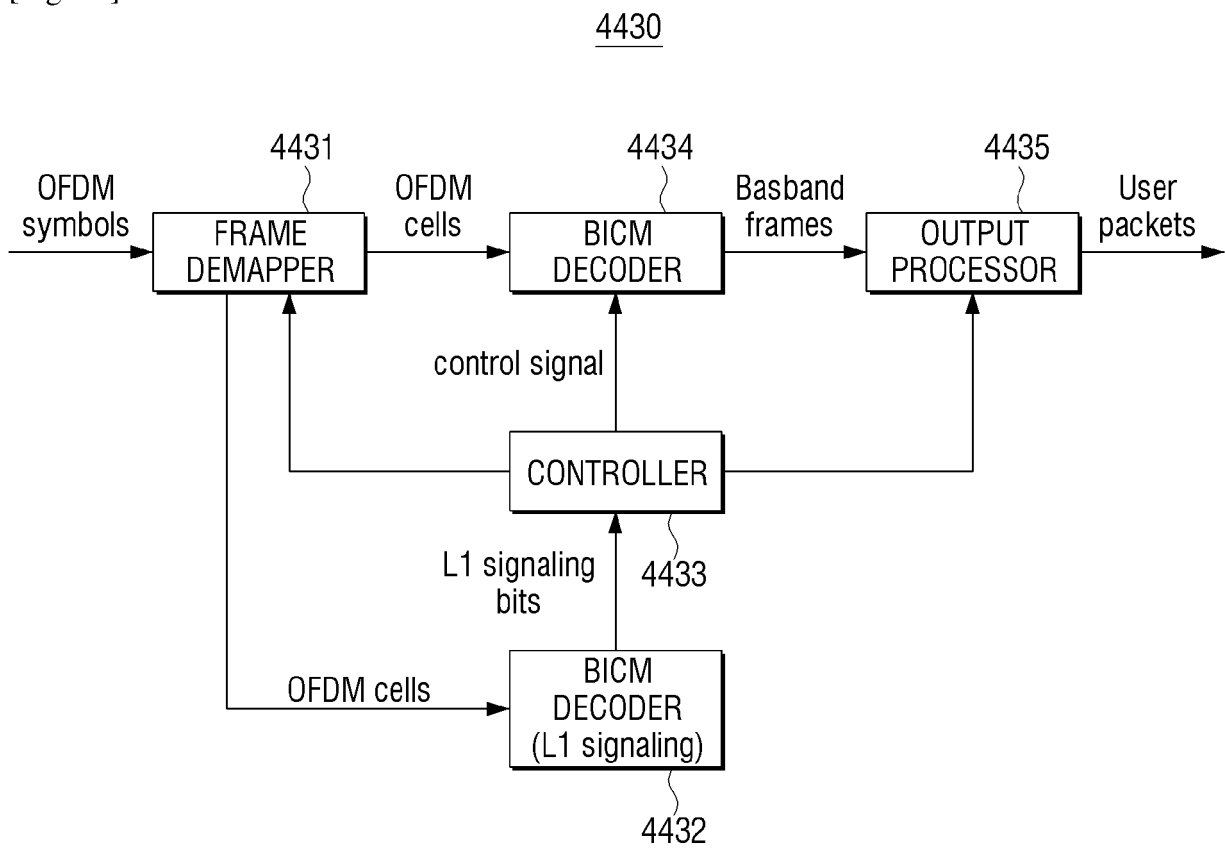 4430
4431
4434
4435
OFDM
symbols
FRAME
DEMAPPER
OFDM
cells
BICM
DECODER
Basband
frames
OUTPUT
PROCESSOR
User
packets
control signal
CONTROLLER
4433
L1 signaling
bits
OFDM cells
BICM
DECODER
(L1 signaling)
4432